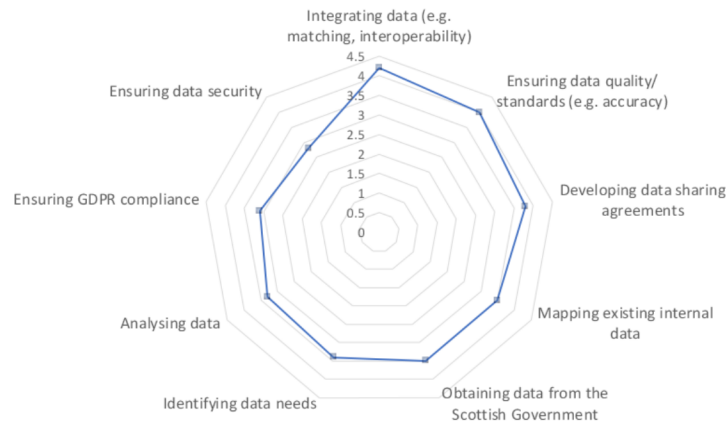 Integrating data (e.g.
matching, interoperability)
Ensuring data quality/
standards (e.g. accuracy)
Developing data sharing
agreements
Mapping existing internal
data
Obtaining data from the
Scottish Government
Identifying data needs
Analysing data
Ensuring GDPR compliance
Ensuring data security
4.5
4
3.5
3
2.5
2
1.5
1
0.5
0